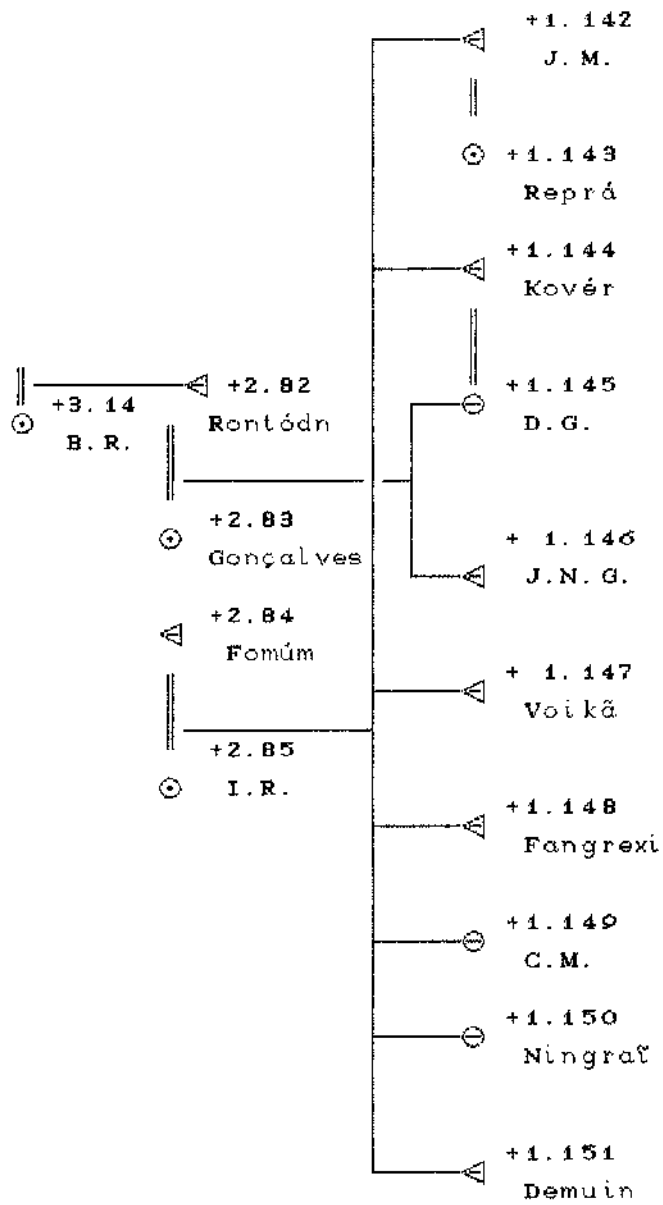 +1.142
J.M.
+1.143
Reprá
+1.144
Kovér
+2.82
Rontódn
+3.14
B.R.
+1.145
D.G.
+2.83
Gonçalves
+ 1.146
J.N.G.
+2.84
Fomúm
+ 1.147
Voikã
+2.85
I.R.
+1.148
Fangrexi
+1.149
C.M.
+1.150
+1.151
Demuin